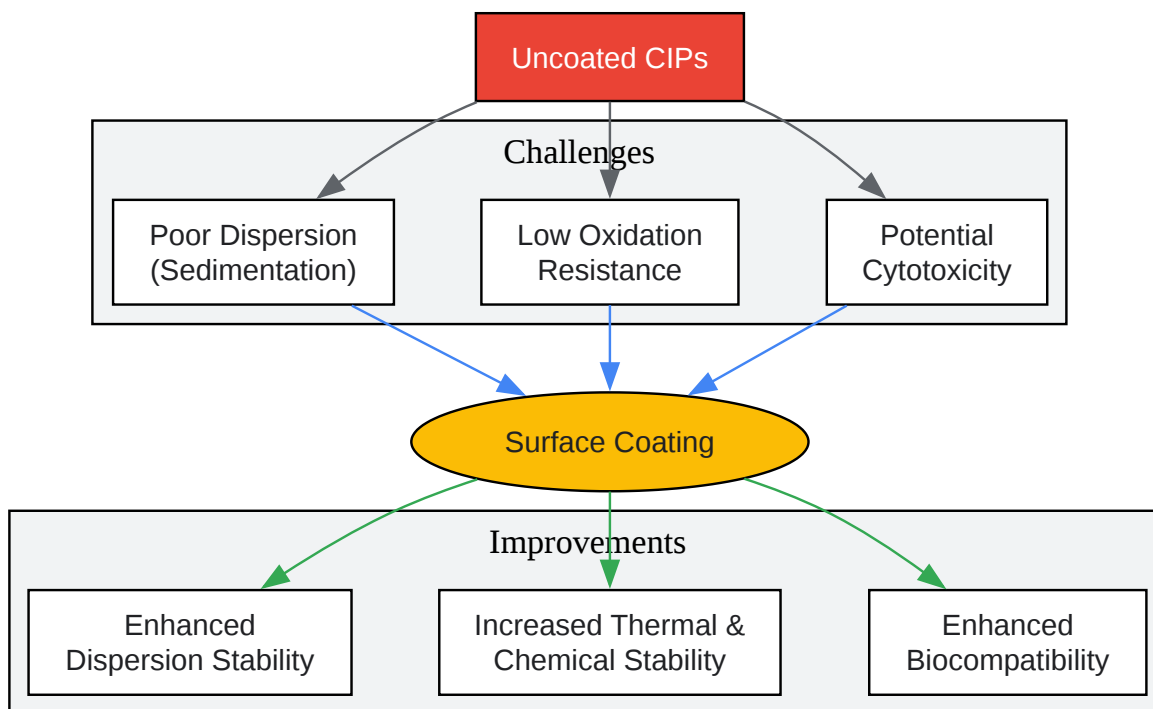 Uncoated CIPs
Challenges
Poor Dispersion
(Sedimentation)
Low Oxidation
Resistance
Potential
Cytotoxicity
Surface Coating
Improvements
Enhanced
Dispersion Stability
Increased Thermal &
Chemical Stability
Enhanced
Biocompatibility